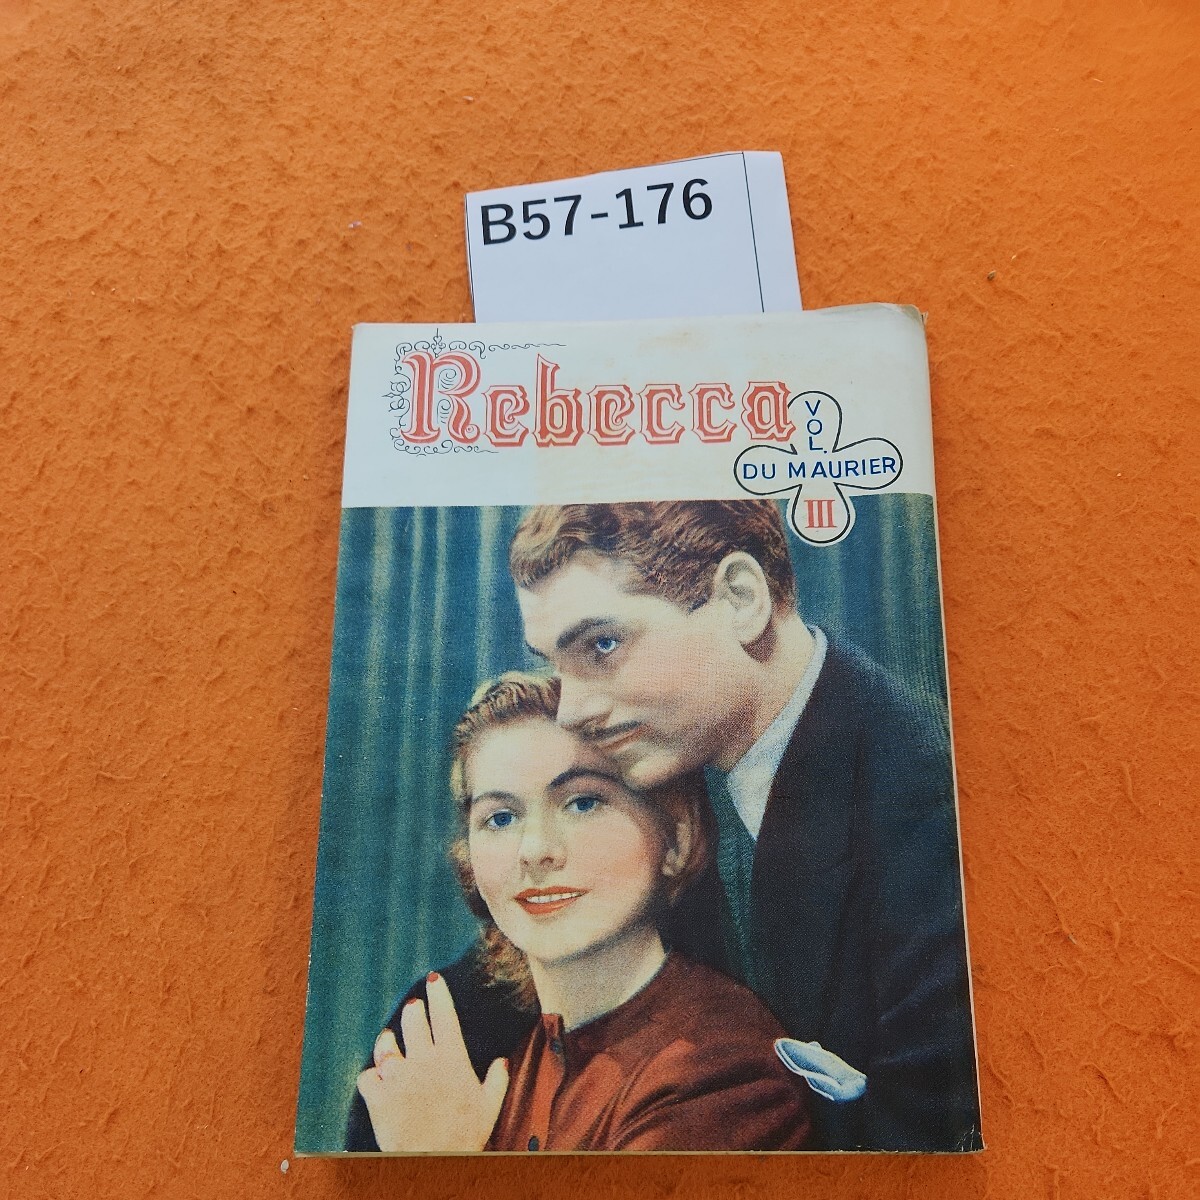 B57-176
Rebecca
VOL.
DU MAURIER
III